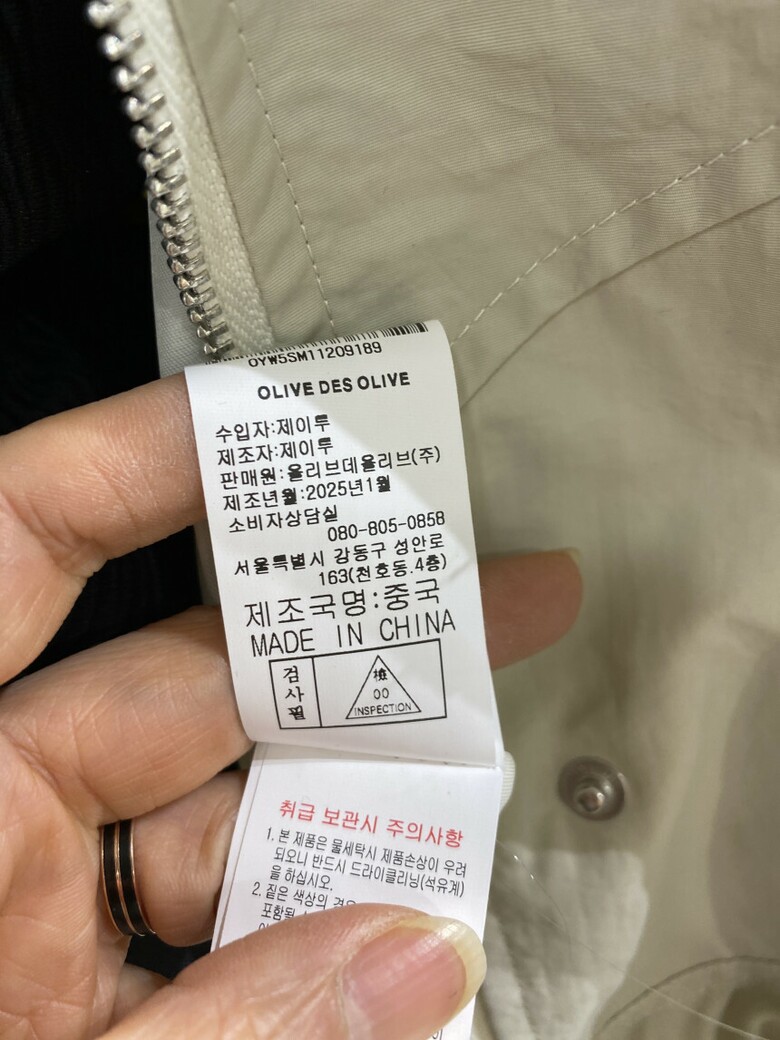 OYW5SM11209189
OLIVE DES OLIVE
수입자:제이투
제조자:제이투
판매원:올리브데올리브(주)
제조년월:2025년1월
소비자상담실
080-805-0858
서울특별시 강동구 성안로
163(천호동.4층)
제조국명:중국
MADE IN CHINA
검사필
檢
00
INSPECTION
취급 보관시 주의사항
1. 본 제품은 물세탁시 제품손상이 우려
되오니 반드시 드라이클리닝(석유계)
을 하십시오.
2. 짙은 색상의 경우
포함될